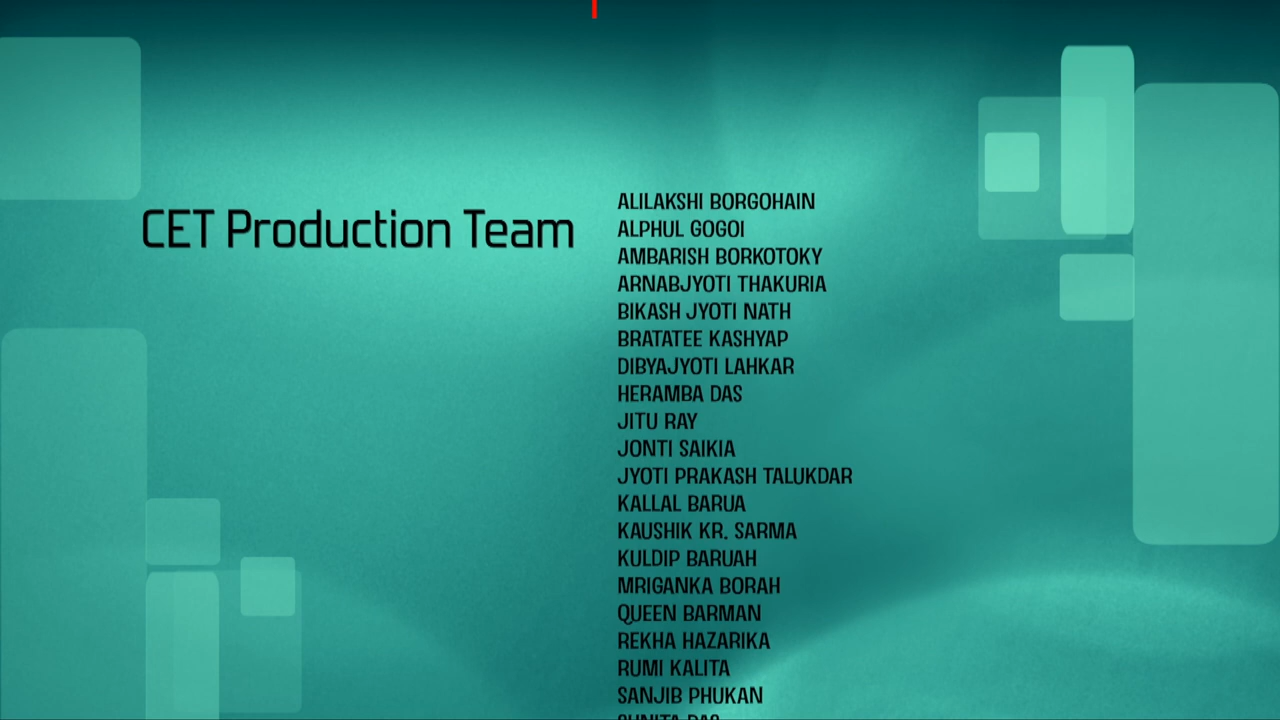 CET Production Team
ALILAKSHI BORGOHAIN
ALPHUL GOGOI
AMBARISH BORKOTOKY
ARNABJYOTI THAKURIA
BIKASH JYOTI NATH
BRATATEE KASHYAP
DIBYAJYOTI LAHKAR
HERAMBA DAS
JITU RAY
JONTI SAIKIA
JYOTI PRAKASH TALUKDAR
KALLAL BARUA
KAUSHIK KR. SARMA
KULDIP BARUAH
MRIGANKA BORAH
QUEEN BARMAN
REKHA HAZARIKA
RUMI KALITA
SANJIB PHUKAN